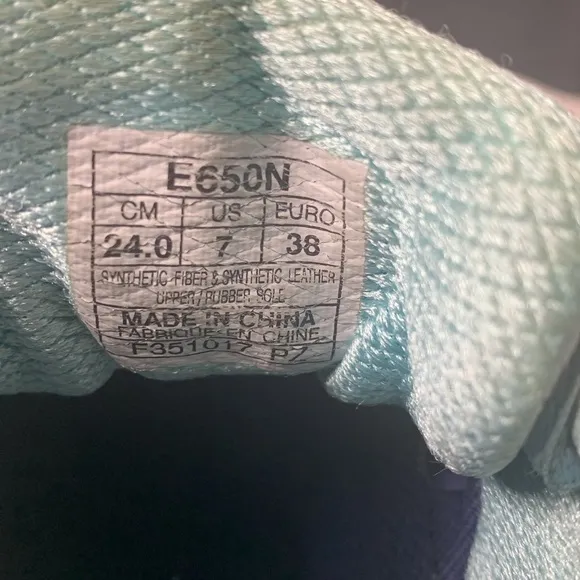 E650N
CM US EURO
24.0 7 38
SYNTHETIC FIBER & SYNTHETIC LEATHER
UPPER / RUBBER SOLE
MADE IN CHINA
FABRIQUE EN CHINE
F351017 PZ